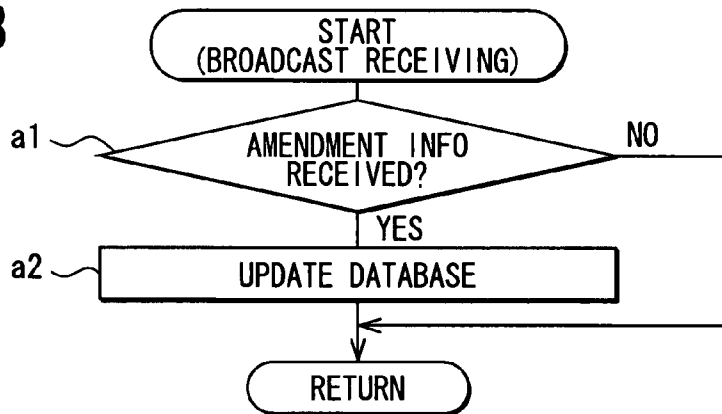 START
(BROADCAST RECEIVING)
a1
AMENDMENT INFO
RECEIVED?
NO
YES
a2
UPDATE DATABASE
RETURN